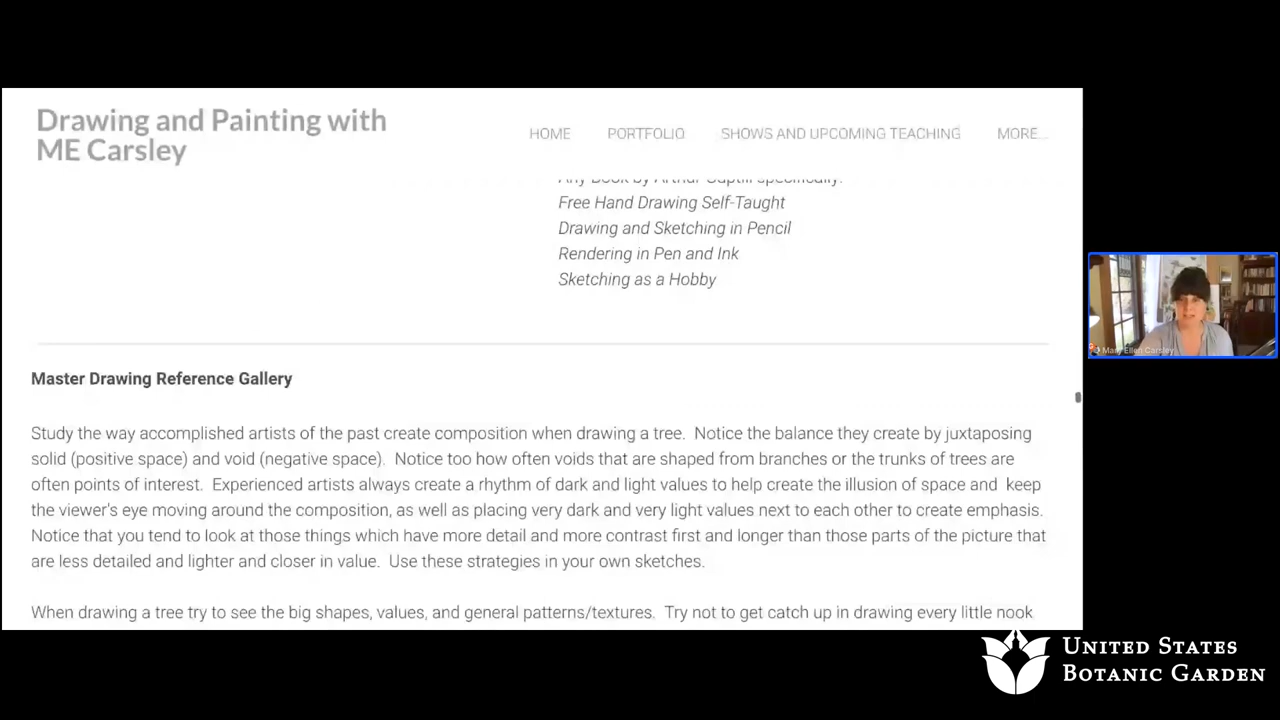 Drawing and Painting with
ME Carsley
HOME PORTFOLIO SHOWS AND UPCOMING TEACHING MORE...
Any Book by Arthur Guptill specifically:
Free Hand Drawing Self-Taught
Drawing and Sketching in Pencil
Rendering in Pen and Ink
Sketching as a Hobby
Mary Ellen Carsley
Master Drawing Reference Gallery
Study the way accomplished artists of the past create composition when drawing a tree. Notice the balance they create by juxtaposing
solid (positive space) and void (negative space). Notice too how often voids that are shaped from branches or the trunks of trees are
often points of interest. Experienced artists always create a rhythm of dark and light values to help create the illusion of space and keep
the viewer's eye moving around the composition, as well as placing very dark and very light values next to each other to create emphasis.
Notice that you tend to look at those things which have more detail and more contrast first and longer than those parts of the picture that
are less detailed and lighter and closer in value. Use these strategies in your own sketches.
When drawing a tree try to see the big shapes, values, and general patterns/textures. Try not to get catch up in drawing every little nook
UNITED STATES
BOTANIC GARDEN